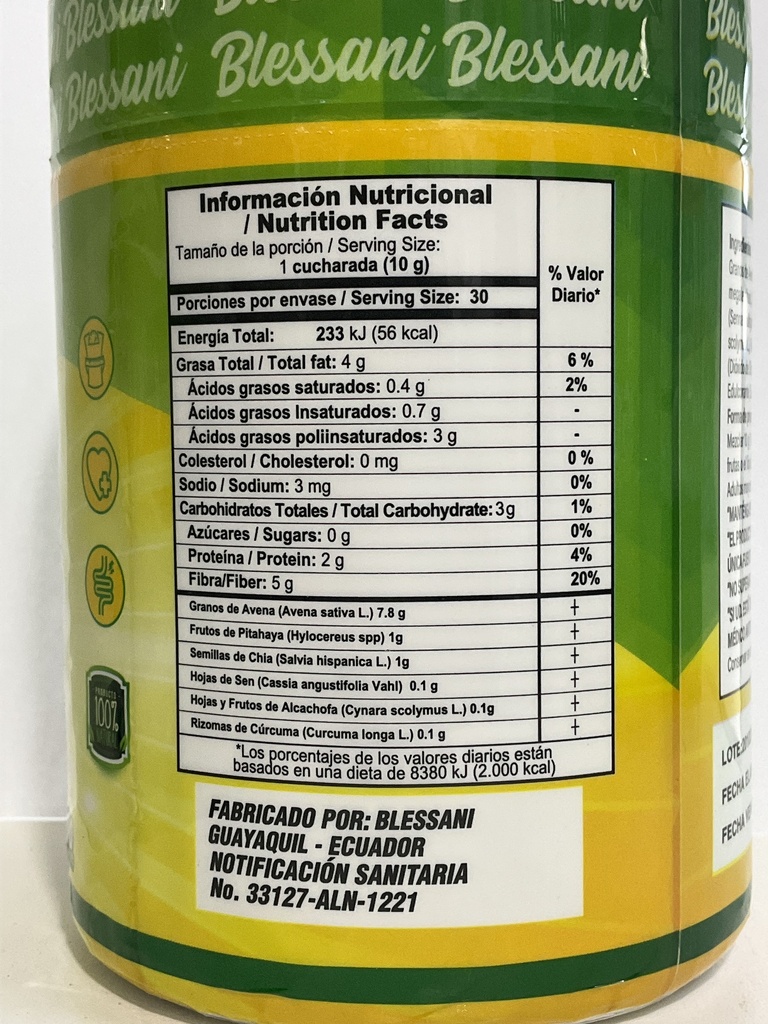 Blessani
Blessani Blessani Blessani
Información Nutricional
/ Nutrition Facts
Tamaño de la porción / Serving Size:
1 cucharada (10 g)
% Valor
Diario*
Porciones por envase / Serving Size: 30
Energía Total: 233 kJ (56 kcal)
Grasa Total / Total fat: 4 g 6 %
Ácidos grasos saturados: 0.4 g 2%
Ácidos grasos Insaturados: 0.7 g -
Ácidos grasos poliinsaturados: 3 g -
Colesterol / Cholesterol: 0 mg 0 %
Sodio / Sodium: 3 mg 0%
Carbohidratos Totales / Total Carbohydrate: 3g 1%
Azúcares / Sugars: 0 g 0%
Proteína / Protein: 2 g 4%
Fibra/Fiber: 5 g 20%
Granos de Avena (Avena sativa L.) 7.8 g †
Frutos de Pitahaya (Hylocereus spp) 1g †
Semillas de Chia (Salvia hispanica L.) 1g †
Hojas de Sen (Cassia angustifolia Vahl) 0.1 g †
Hojas y Frutos de Alcachofa (Cynara scolymus L.) 0.1g †
Rizomas de Cúrcuma (Curcuma longa L.) 0.1 g †
*Los porcentajes de los valores diarios están
basados en una dieta de 8380 kJ (2.000 kcal)
FABRICADO POR: BLESSANI
GUAYAQUIL - ECUADOR
NOTIFICACIÓN SANITARIA
No. 33127-ALN-1221
100%
LOTE:
FECHA
FECHA